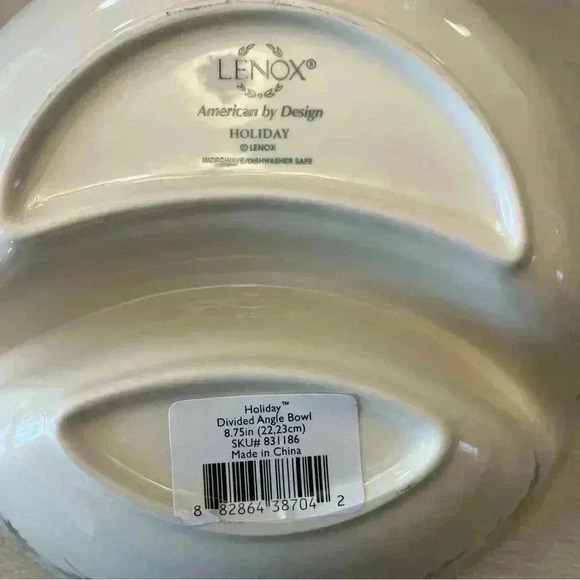 LENOX®
American by Design
HOLIDAY
© LENOX
MICROWAVE/DISHWASHER SAFE
Holiday™
Divided Angle Bowl
8.75in (22,23cm)
SKU# 831186
Made in China
8 82864 38704 2